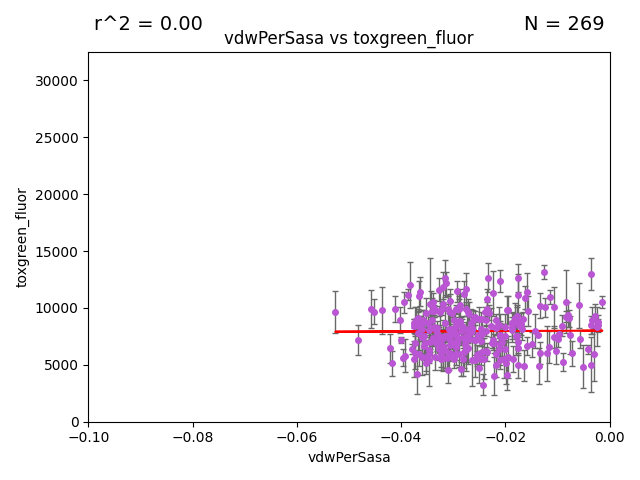 r^2 = 0.00
N = 269
vdwPerSasa vs toxgreen_fluor
30000
25000
20000
15000
10000
5000
0
toxgreen_fluor
−0.10
−0.08
−0.06
−0.04
−0.02
0.00
vdwPerSasa